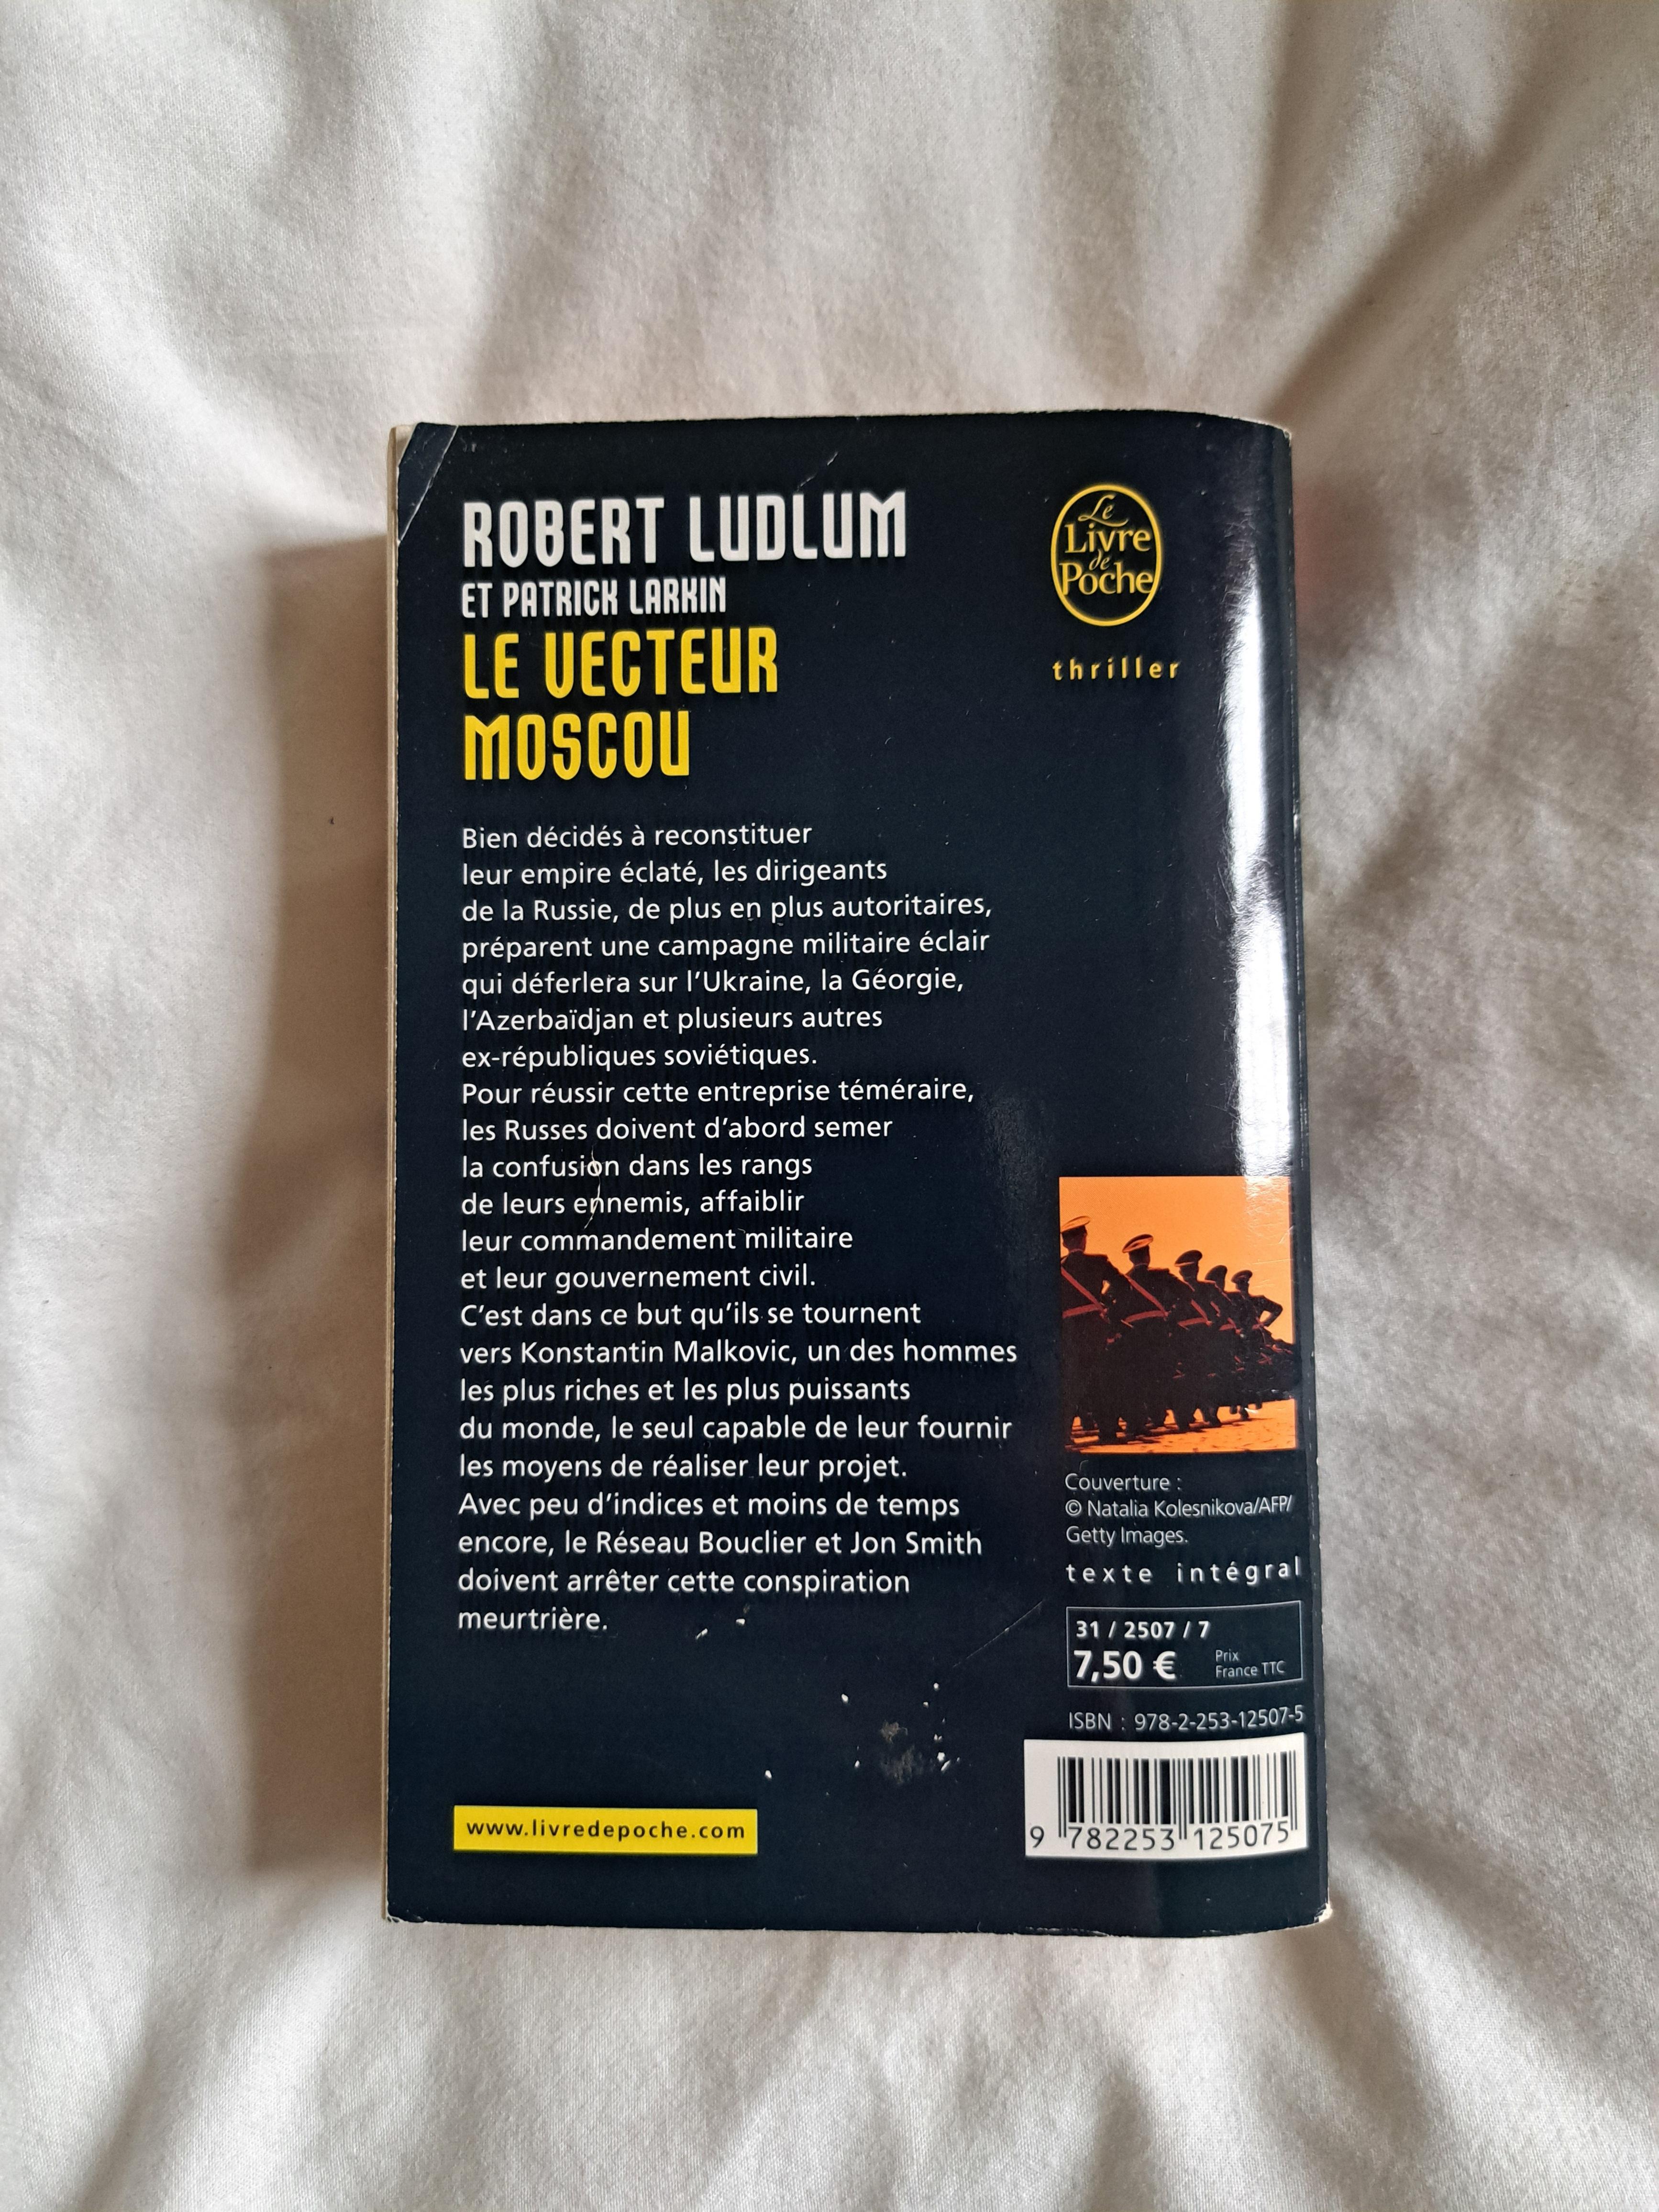 ROBERT LUDLUM
ET PATRICK LARKIN
LE VECTEUR
MOSCOU
Le
Livre
de
Poche
thriller
Bien décidés à reconstituer
leur empire éclaté, les dirigeants
de la Russie, de plus en plus autoritaires,
préparent une campagne militaire éclair
qui déferlera sur l'Ukraine, la Géorgie,
l'Azerbaïdjan et plusieurs autres
ex-républiques soviétiques.
Pour réussir cette entreprise téméraire,
les Russes doivent d'abord semer
la confusion dans les rangs
de leurs ennemis, affaiblir
leur commandement militaire
et leur gouvernement civil.
C'est dans ce but qu'ils se tournent
vers Konstantin Malkovic, un des hommes
les plus riches et les plus puissants
du monde, le seul capable de leur fournir
les moyens de réaliser leur projet.
Avec peu d'indices et moins de temps
encore, le Réseau Bouclier et Jon Smith
doivent arrêter cette conspiration
meurtrière.
Couverture :
© Natalia Kolesnikova/AFP/
Getty Images.
texte intégral
31 / 2507 / 7
7,50 € Prix
France TTC
ISBN : 978-2-253-12507-5
9 782253 125075
www.livredepoche.com